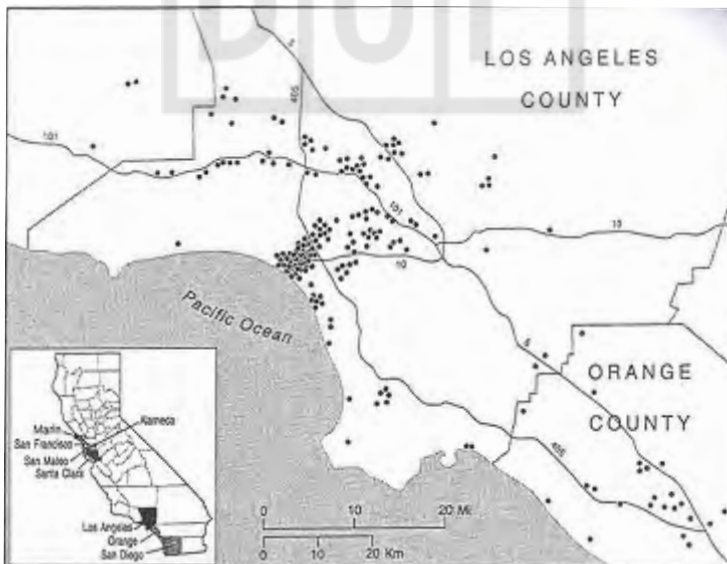 DUT
LOS ANGELES
COUNTY
5
405
101
101
10
10
Pacific Ocean
5
ORANGE
COUNTY
405
Marin
San Francisco
San Mateo
Santa Clara
Alameda
Los Angeles
Orange
San Diego
0 10 20 Mi
0 10 20 Km